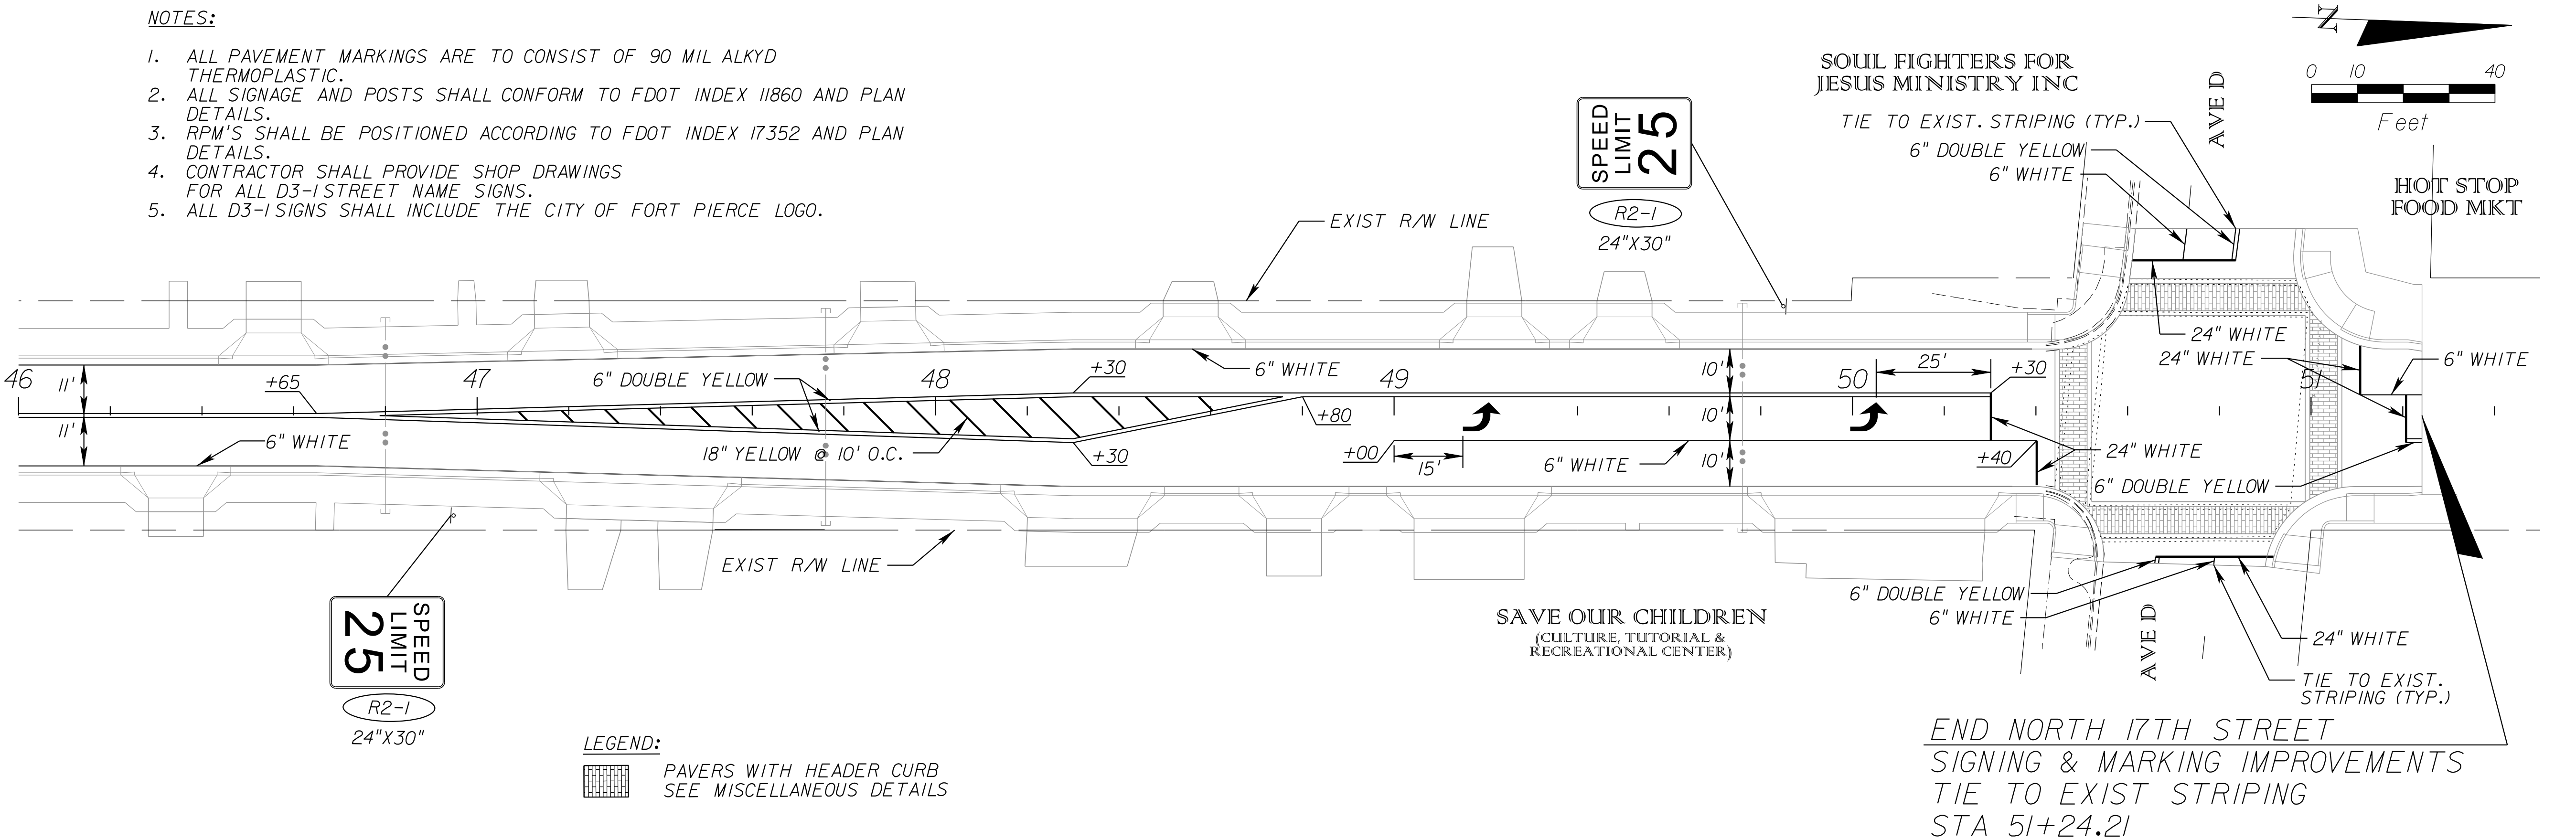 NOTES:
1. ALL PAVEMENT MARKINGS ARE TO CONSIST OF 90 MIL ALKYD
THERMOPLASTIC.
2. ALL SIGNAGE AND POSTS SHALL CONFORM TO FDOT INDEX 11860 AND PLAN
DETAILS.
3. RPM'S SHALL BE POSITIONED ACCORDING TO FDOT INDEX 17352 AND PLAN
DETAILS.
4. CONTRACTOR SHALL PROVIDE SHOP DRAWINGS
FOR ALL D3-1 STREET NAME SIGNS.
5. ALL D3-1 SIGNS SHALL INCLUDE THE CITY OF FORT PIERCE LOGO.
N
0 10 40
Feet
SOUL FIGHTERS FOR
JESUS MINISTRY INC
AVE D
TIE TO EXIST. STRIPING (TYP.)
6" DOUBLE YELLOW
6" WHITE
HOT STOP
FOOD MKT
SPEED
LIMIT
25
R2-1
24"X30"
EXIST R/W LINE
24" WHITE
24" WHITE
6" WHITE
46
11'
+65
47
6" DOUBLE YELLOW
48
+30
6" WHITE
49
10'
50
25'
+30
51
+80
10'
11'
6" WHITE
18" YELLOW @ 10' O.C.
+30
+00
15'
6" WHITE
10'
+40
24" WHITE
6" DOUBLE YELLOW
EXIST R/W LINE
SPEED
LIMIT
25
R2-1
24"X30"
SAVE OUR CHILDREN
(CULTURE, TUTORIAL &
RECREATIONAL CENTER)
6" DOUBLE YELLOW
6" WHITE
AVE D
24" WHITE
TIE TO EXIST.
STRIPING (TYP.)
LEGEND:
PAVERS WITH HEADER CURB
SEE MISCELLANEOUS DETAILS
END NORTH 17TH STREET
SIGNING & MARKING IMPROVEMENTS
TIE TO EXIST STRIPING
STA 51+24.21